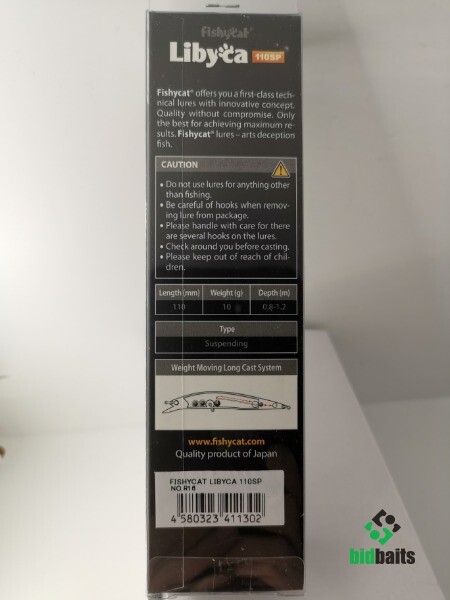 fishycat®
Libyca 110SP
Fishycat® offers you a first-class tech-
nical lures with innovative concept.
Quality without compromise. Only
the best for achieving maximum re-
sults. Fishycat® lures – arts deception
fish.
CAUTION
• Do not use lures for anything other
than fishing.
• Be careful of hooks when remov-
ing lure from package.
• Please handle with care for there
are several hooks on the lures.
• Check around you before casting.
• Please keep out of reach of chil-
dren.
Length (mm) Weight (g) Depth (m)
110 10 0.8-1.2
Type
Suspending
Weight Moving Long Cast System
www.fishycat.com
Quality product of Japan
FISHYCAT LIBYCA 110SP
NO.R16
4 580323 411302
bidbaits